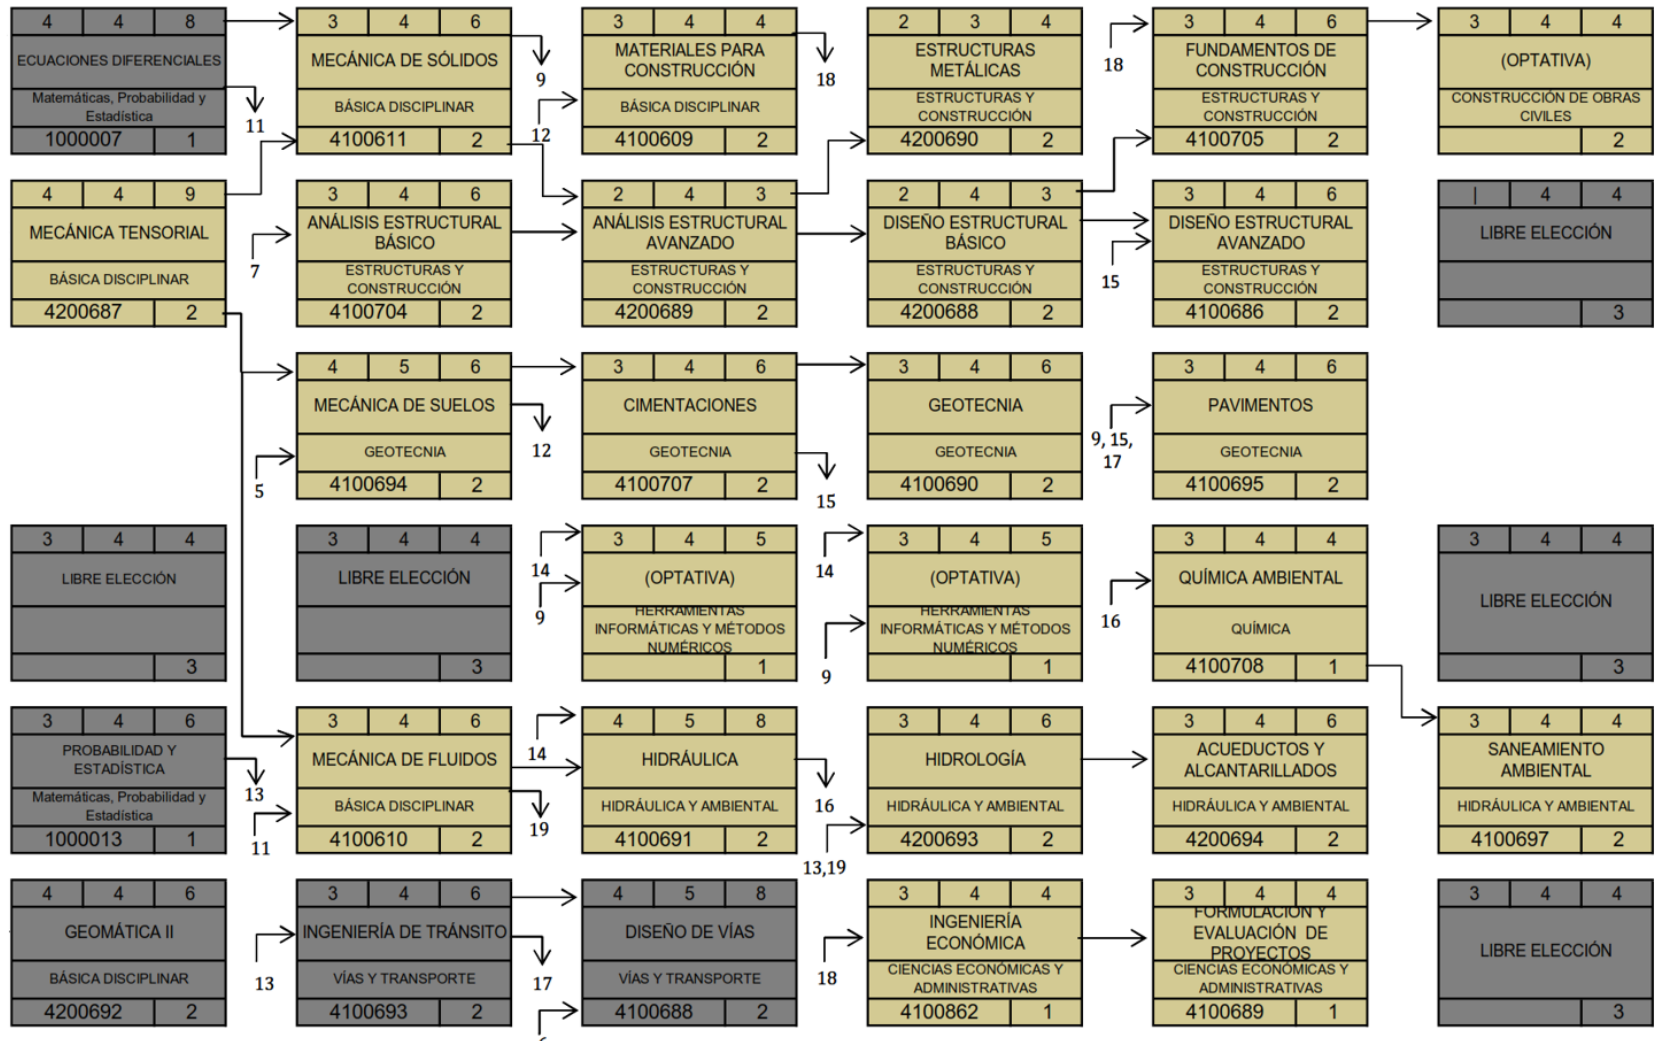 4 4 8
ECUACIONES DIFERENCIALES
Matemáticas, Probabilidad y
Estadística
1000007 1
11
3 4 6
MECÁNICA DE SÓLIDOS
BÁSICA DISCIPLINAR
4100611 2
9
12
3 4 4
MATERIALES PARA
CONSTRUCCIÓN
BÁSICA DISCIPLINAR
4100609 2
18
2 3 4
ESTRUCTURAS
METÁLICAS
ESTRUCTURAS Y
CONSTRUCCIÓN
4200690 2
18
3 4 6
FUNDAMENTOS DE
CONSTRUCCIÓN
ESTRUCTURAS Y
CONSTRUCCIÓN
4100705 2
3 4 4
(OPTATIVA)
CONSTRUCCIÓN DE OBRAS
CIVILES
2
4 4 9
MECÁNICA TENSORIAL
BÁSICA DISCIPLINAR
4200687 2
7
3 4 6
ANÁLISIS ESTRUCTURAL
BÁSICO
ESTRUCTURAS Y
CONSTRUCCIÓN
4100704 2
2 4 3
ANÁLISIS ESTRUCTURAL
AVANZADO
ESTRUCTURAS Y
CONSTRUCCIÓN
4200689 2
2 4 3
DISEÑO ESTRUCTURAL
BÁSICO
ESTRUCTURAS Y
CONSTRUCCIÓN
4200688 2
15
3 4 6
DISEÑO ESTRUCTURAL
AVANZADO
ESTRUCTURAS Y
CONSTRUCCIÓN
4100686 2
| 4 4
LIBRE ELECCIÓN
3
5
4 5 6
MECÁNICA DE SUELOS
GEOTECNIA
4100694 2
12
3 4 6
CIMENTACIONES
GEOTECNIA
4100707 2
15
3 4 6
GEOTECNIA
GEOTECNIA
4100690 2
9, 15,
17
3 4 6
PAVIMENTOS
GEOTECNIA
4100695 2
3 4 4
LIBRE ELECCIÓN
3
3 4 4
LIBRE ELECCIÓN
3
14
9
3 4 5
(OPTATIVA)
HERRAMIENTAS
INFORMÁTICAS Y MÉTODOS
NUMÉRICOS
1
14
9
3 4 5
(OPTATIVA)
HERRAMIENTAS
INFORMÁTICAS Y MÉTODOS
NUMÉRICOS
1
16
3 4 4
QUÍMICA AMBIENTAL
QUÍMICA
4100708 1
3 4 4
LIBRE ELECCIÓN
3
3 4 6
PROBABILIDAD Y
ESTADÍSTICA
Matemáticas, Probabilidad y
Estadística
1000013 1
13
11
3 4 6
MECÁNICA DE FLUIDOS
BÁSICA DISCIPLINAR
4100610 2
14
19
4 5 8
HIDRÁULICA
HIDRÁULICA Y AMBIENTAL
4100691 2
16
13,19
3 4 6
HIDROLOGÍA
HIDRÁULICA Y AMBIENTAL
4200693 2
3 4 6
ACUEDUCTOS Y
ALCANTARILLADOS
HIDRÁULICA Y AMBIENTAL
4200694 2
3 4 4
SANEAMIENTO
AMBIENTAL
HIDRÁULICA Y AMBIENTAL
4100697 2
4 4 6
GEOMÁTICA II
BÁSICA DISCIPLINAR
4200692 2
13
3 4 6
INGENIERÍA DE TRÁNSITO
VÍAS Y TRANSPORTE
4100693 2
17
4 5 8
DISEÑO DE VÍAS
VÍAS Y TRANSPORTE
4100688 2
18
3 4 4
INGENIERÍA
ECONÓMICA
CIENCIAS ECONÓMICAS Y
ADMINISTRATIVAS
4100862 1
3 4 4
FORMULACIÓN Y
EVALUACIÓN DE
PROYECTOS
CIENCIAS ECONÓMICAS Y
ADMINISTRATIVAS
4100689 1
3 4 4
LIBRE ELECCIÓN
3